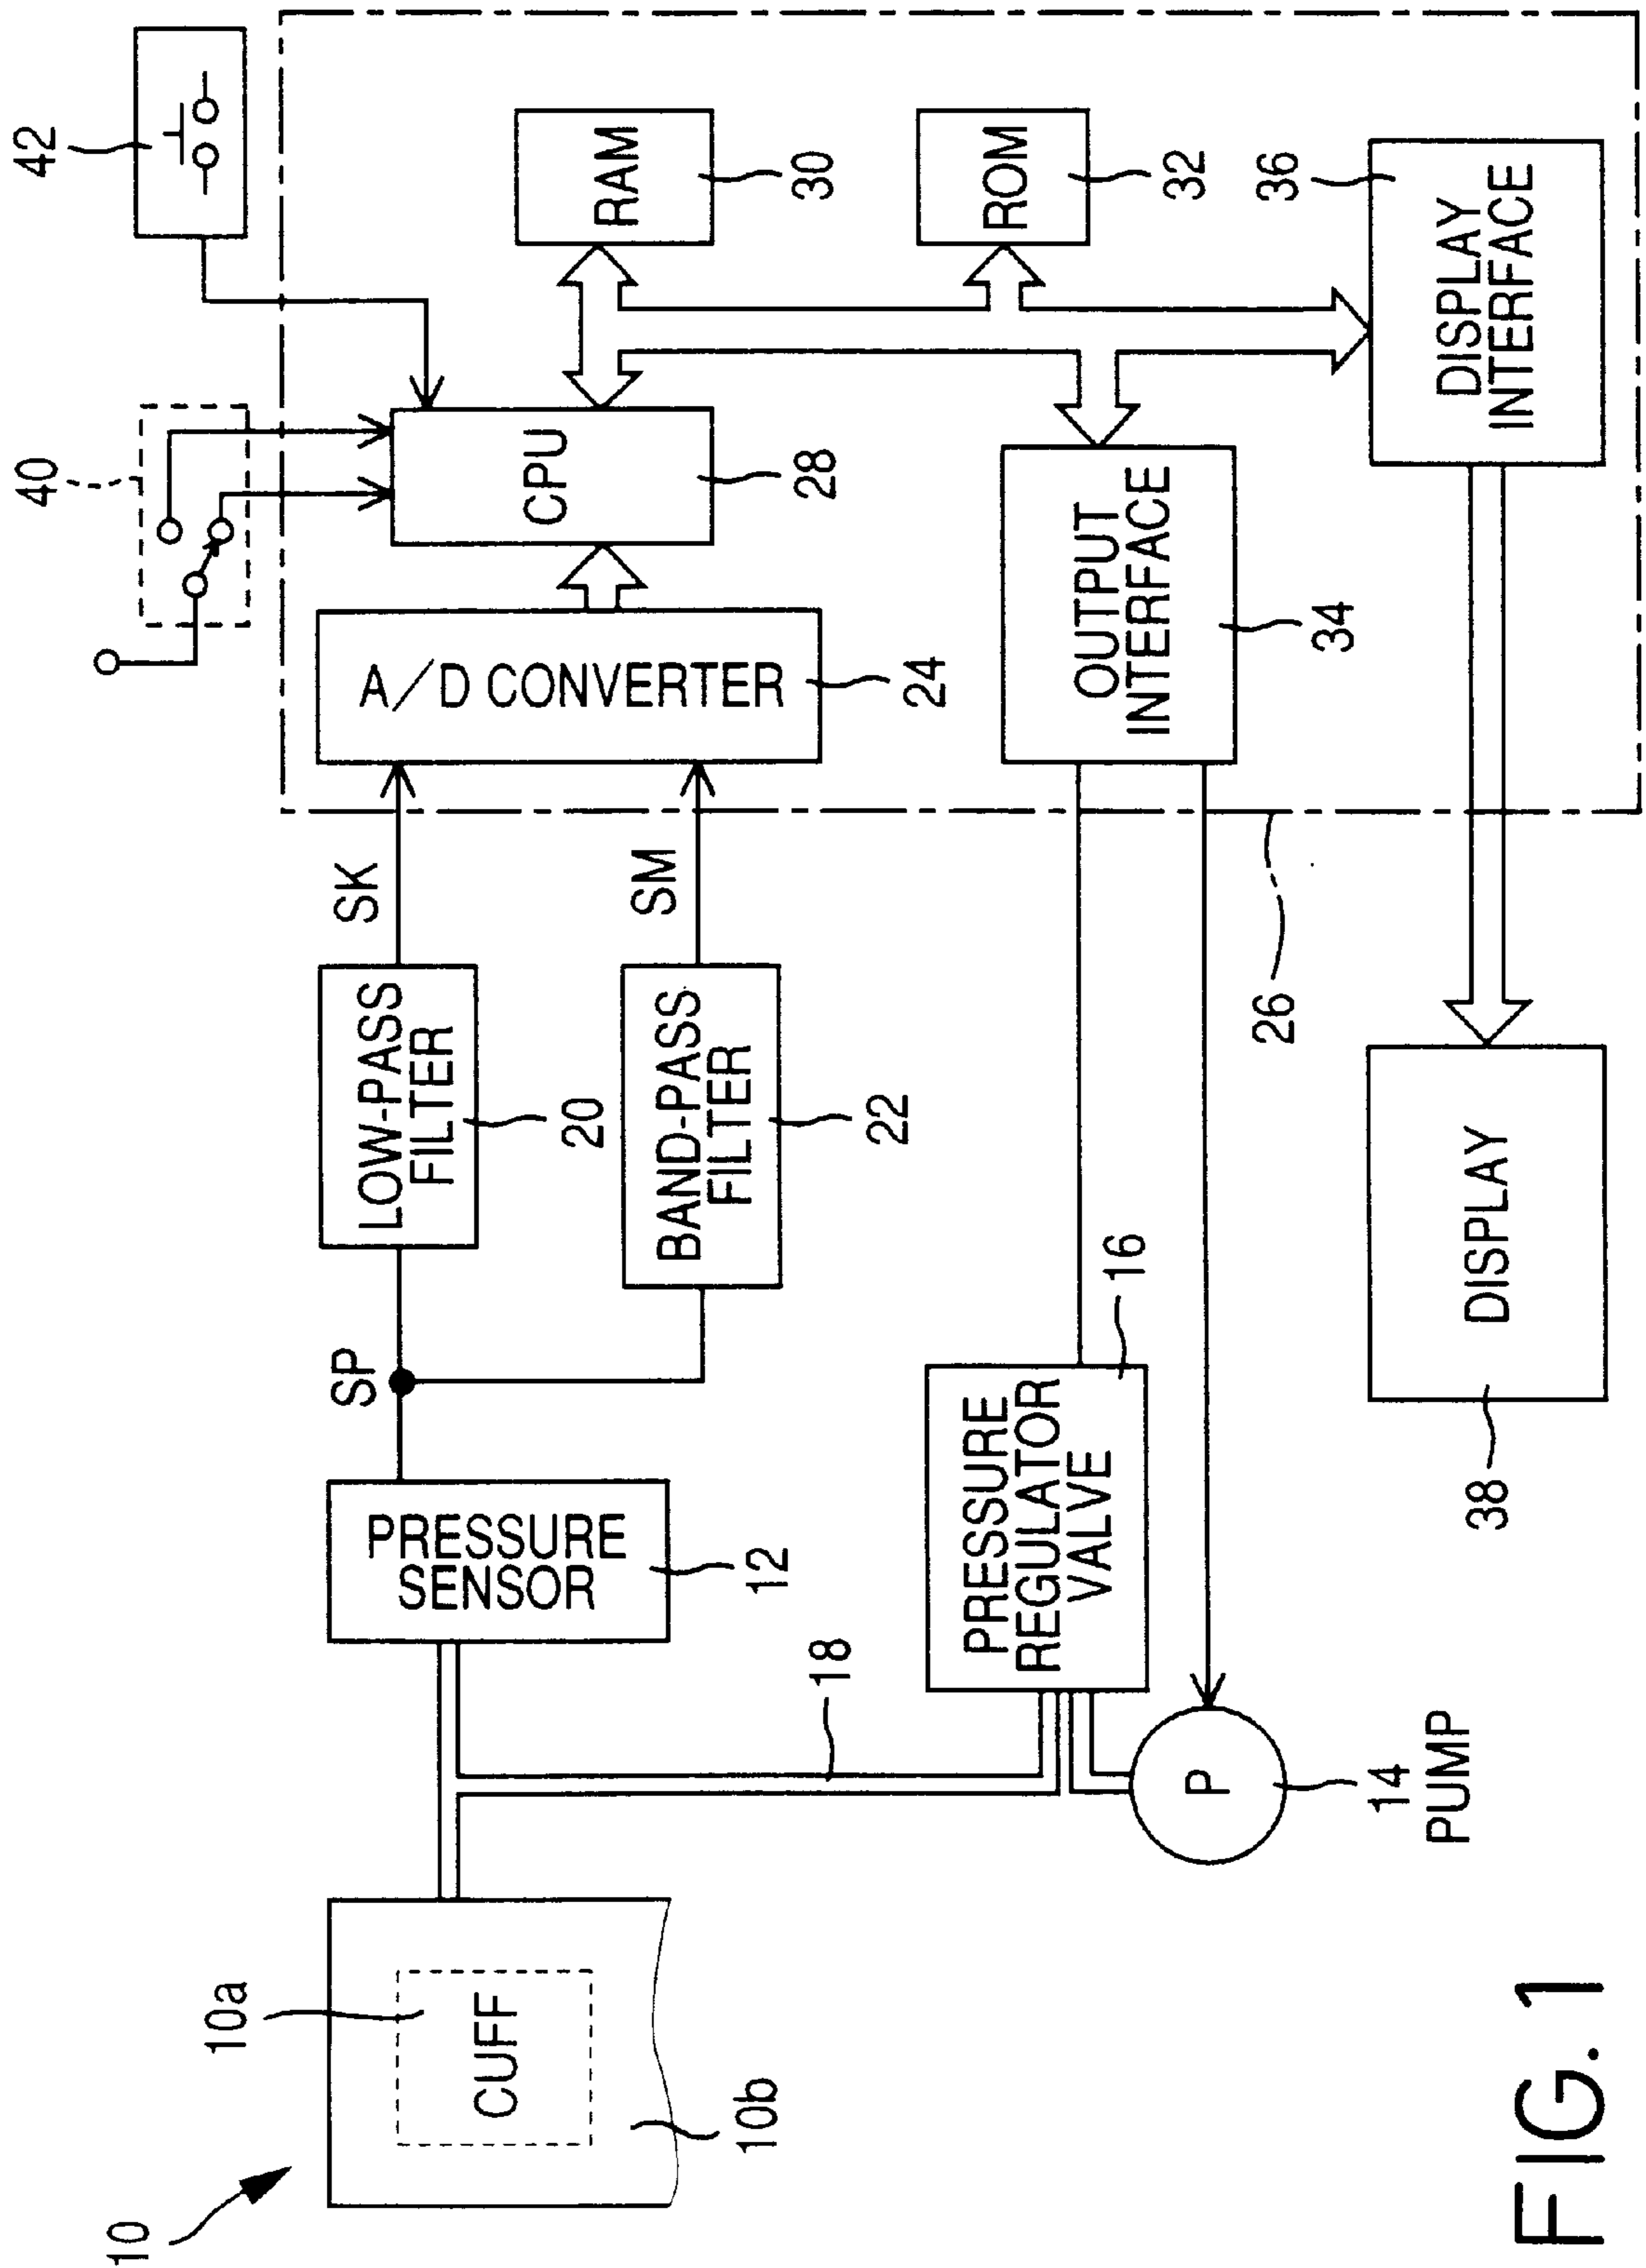 10
10a
CUFF
10b
PRESSURE
SENSOR
12
SP
LOW-PASS
FILTER
20
SK
BAND-PASS
FILTER
22
SM
A/D CONVERTER
24
40
42
CPU
28
RAM
30
ROM
32
18
PRESSURE
REGULATOR
VALVE
16
P
14
PUMP
OUTPUT
INTERFACE
34
26
DISPLAY
INTERFACE
36
DISPLAY
38
FIG. 1